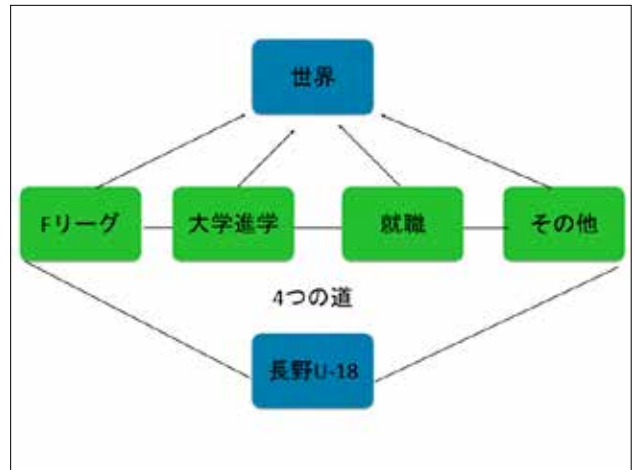 世界
Fリーグ
大学進学
就職
その他
4つの道
長野U-18